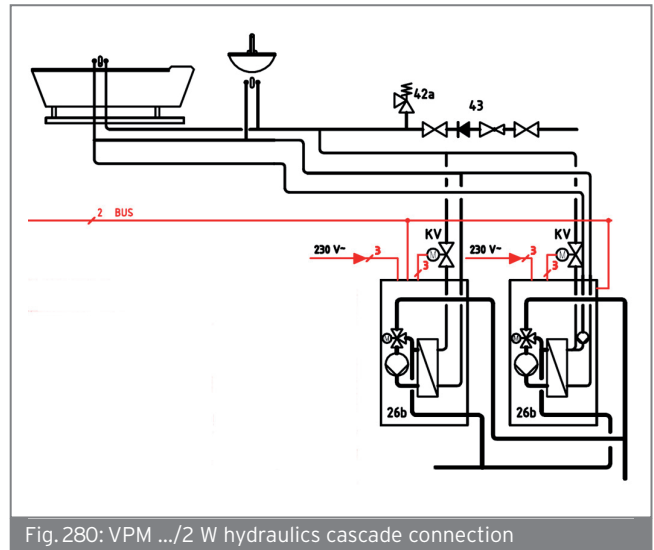 42a
43
2 BUS
KV
KV
230 V~
3
230 V~
3
M
M
3
3
M
M
26b
26b
Fig. 280: VPM .../2 W hydraulics cascade connection